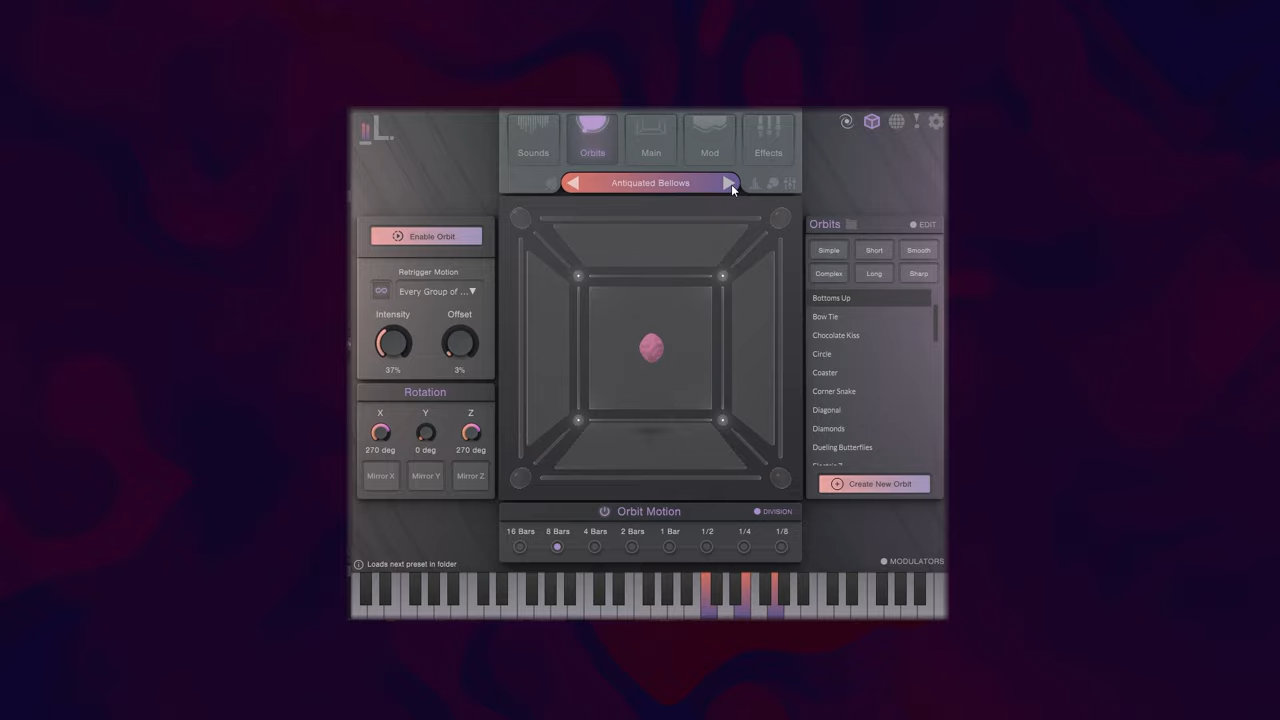 L.
Sounds
Orbits
Main
Mod
Effects
Antiquated Bellows
Enable Orbit
Retrigger Motion
Every Group of ...
Intensity
Offset
37%
3%
Rotation
X
Y
Z
270 deg
0 deg
270 deg
Mirror X
Mirror Y
Mirror Z
Orbits
EDIT
Simple
Short
Smooth
Complex
Long
Sharp
Bottoms Up
Bow Tie
Chocolate Kiss
Circle
Coaster
Corner Snake
Diagonal
Diamonds
Dueling Butterflies
Create New Orbit
Orbit Motion
DIVISION
16 Bars
8 Bars
4 Bars
2 Bars
1 Bar
1/2
1/4
1/8
Loads next preset in folder
MODULATORS